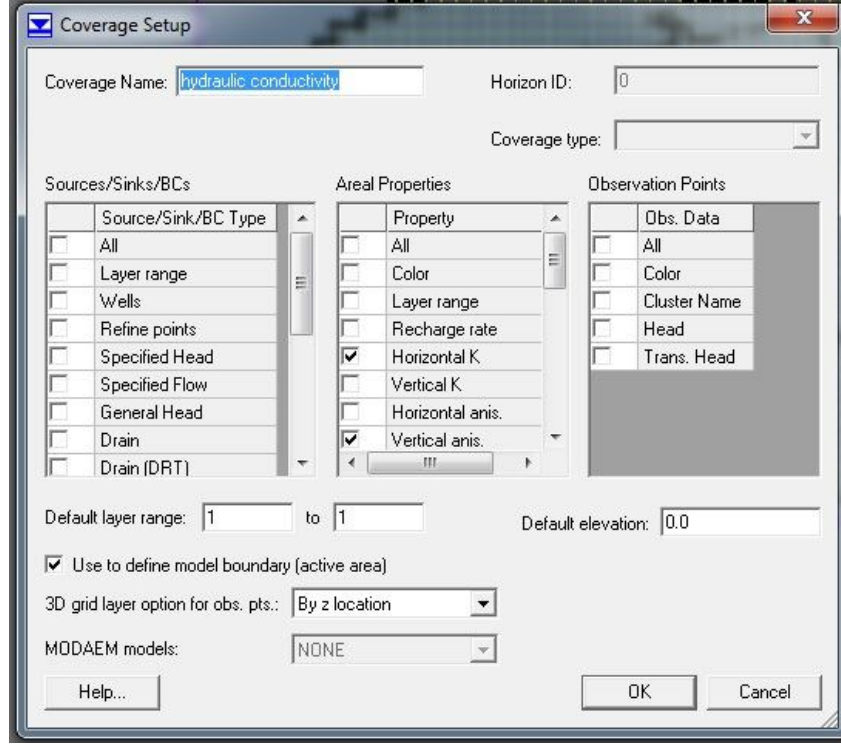 Coverage Setup
Coverage Name: hydraulic conductivity
Horizon ID: 0
Coverage type:
Sources/Sinks/BCs
Source/Sink/BC Type
All
Layer range
Wells
Refine points
Specified Head
Specified Flow
General Head
Drain
Drain (DRT)
Areal Properties
Property
All
Color
Layer range
Recharge rate
Horizontal K
Vertical K
Horizontal anis.
Vertical anis.
Observation Points
Obs. Data
All
Color
Cluster Name
Head
Trans. Head
Default layer range: 1 to 1
Default elevation: 0.0
Use to define model boundary (active area)
3D grid layer option for obs. pts.: By z location
MODAEM models: NONE
Help... OK Cancel